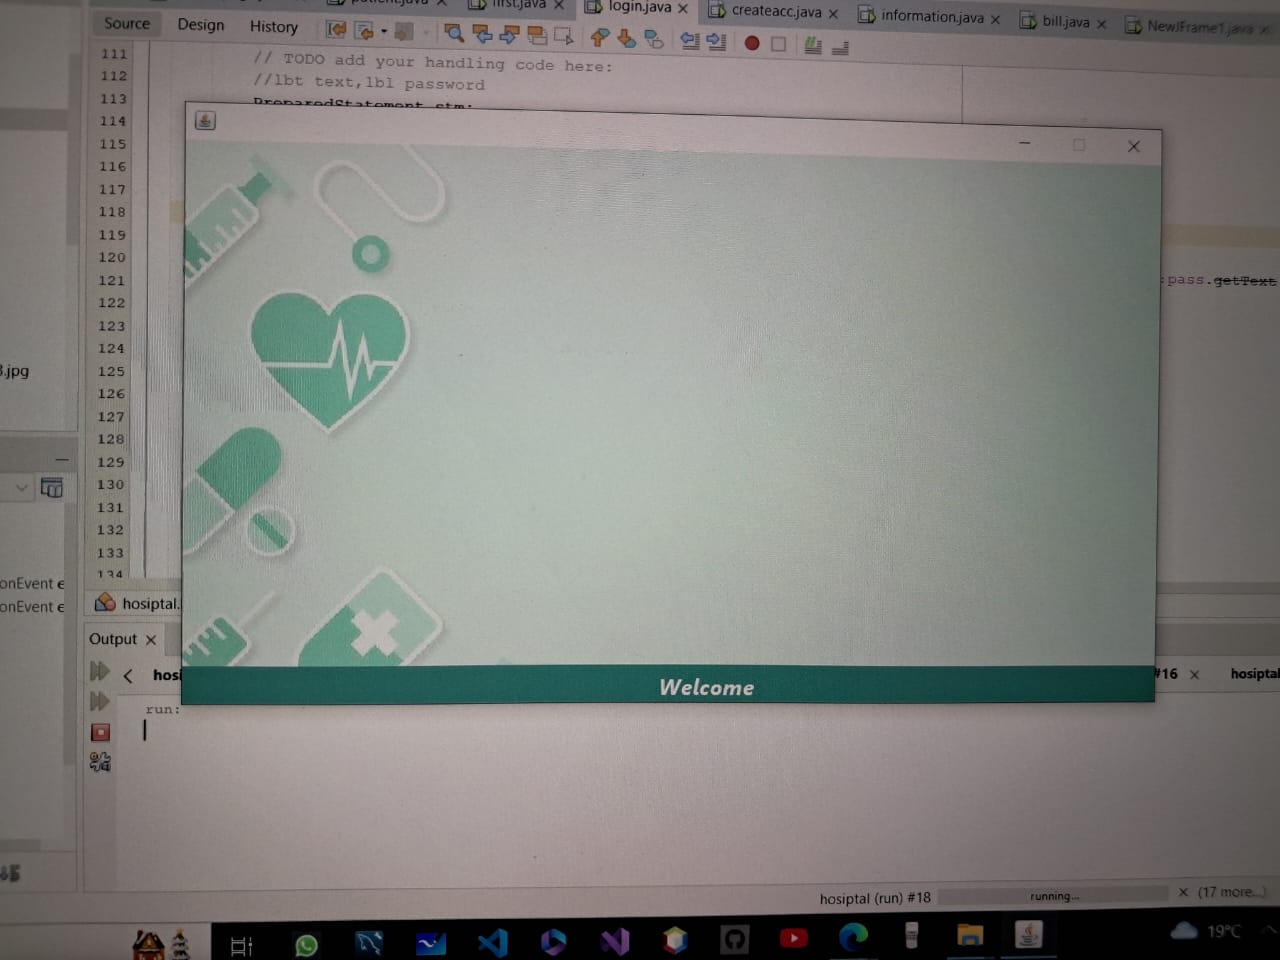 first.java
login.java
createacc.java
information.java
bill.java
NewJFrame1.java
Source
Design
History
111
// TODO add your handling code here:
112
//lbt text,lbl password
113
PreparedStatement stm;
114
115
116
117
118
119
120
121
pass.getText
122
123
124
125
126
127
128
129
130
131
132
133
134
.jpg
onEvent e
onEvent e
hosiptal.
Output
hosi
#16
hosiptal
run:
Welcome
hosiptal (run) #18
running...
(17 more...)
19°C